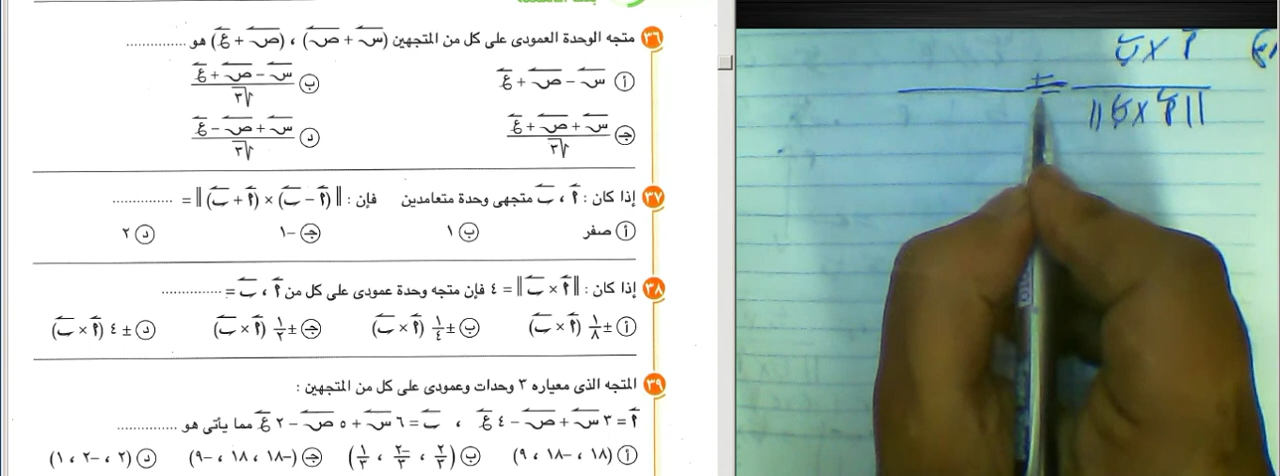 ٣٦ متجه الوحدة العمودى على كل من المتجهين (س + ص) ، (ص + ع) هو ...............
أ س − ص + ع
ب (س − ص + ع) / √٣
ج (س + ص + ع) / √٣
د (س + ص − ع) / √٣
٣٧ إذا كان : أ ، ب متجهى وحدة متعامدين فإن : || (أ − ب) × (أ + ب) || = ...............
أ صفر ب ١ ج −١ د ٢
٣٨ إذا كان : || أ × ب || = ٤ فإن متجه وحدة عمودى على كل من أ ، ب = ...............
أ ± ١/٨ (أ × ب) ب ± ١/٤ (أ × ب) ج ± ١/٢ (أ × ب) د ± ٤ (أ × ب)
٣٩ المتجه الذى معياره ٣ وحدات وعمودى على كل من المتجهين :
أ = ٣ س + ص − ٤ ع ، ب = ٦ س + ٥ ص − ٢ ع مما يأتى هو ...............
أ (١٨ ، −١٨ ، ٩) ب (٢/٣ ، −٢/٣ ، ١/٣) ج (−١٨ ، ١٨ ، −٩) د (٢ ، −٢ ، ١)
أ × ب
|| أ × ب ||
± =